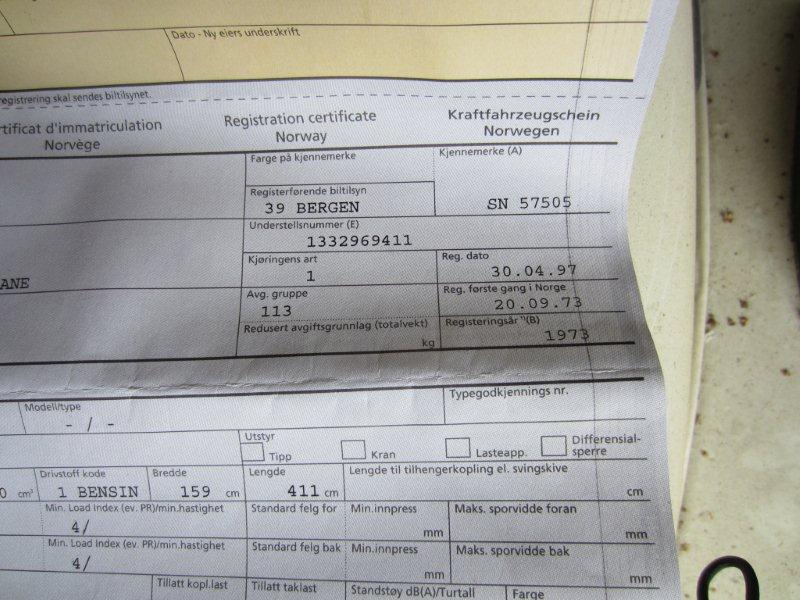 Dato - Ny eiers underskrift
registrering skal sendes biltilsynet.
rtificat d'immatriculation
Norvège
Registration certificate
Norway
Kraftfahrzeugschein
Norwegen
Farge på kjennemerke
Kjennemerke (A)
SN 57505
Registerførende biltilsyn
39 BERGEN
Understellsnummer (E)
1332969411
ANE
Kjøringens art
1
Reg. dato
30.04.97
Avg. gruppe
113
Reg. første gang i Norge
20.09.73
Redusert avgiftsgrunnlag (totalvekt)
kg
Registeringsår (B)
1973
Modell/type
- / -
Typegodkjennings nr.
Utstyr
Tipp
Kran
Lasteapp.
Differensial-
sperre
0 cm³
Drivstoff kode
1 BENSIN
Bredde
159 cm
Lengde
411 cm
Lengde til tilhengerkopling el. svingskive
cm
Min. Load Index (ev. PR)/min.hastighet
4/
Standard felg for
Min.innpress
mm
Maks. sporvidde foran
mm
Min. Load Index (ev. PR)/min.hastighet
4/
Standard felg bak
Min.innpress
mm
Maks. sporvidde bak
mm
Tillatt kopl.last
Tillatt taklast
Standstøy dB(A)/Turtall
Farge